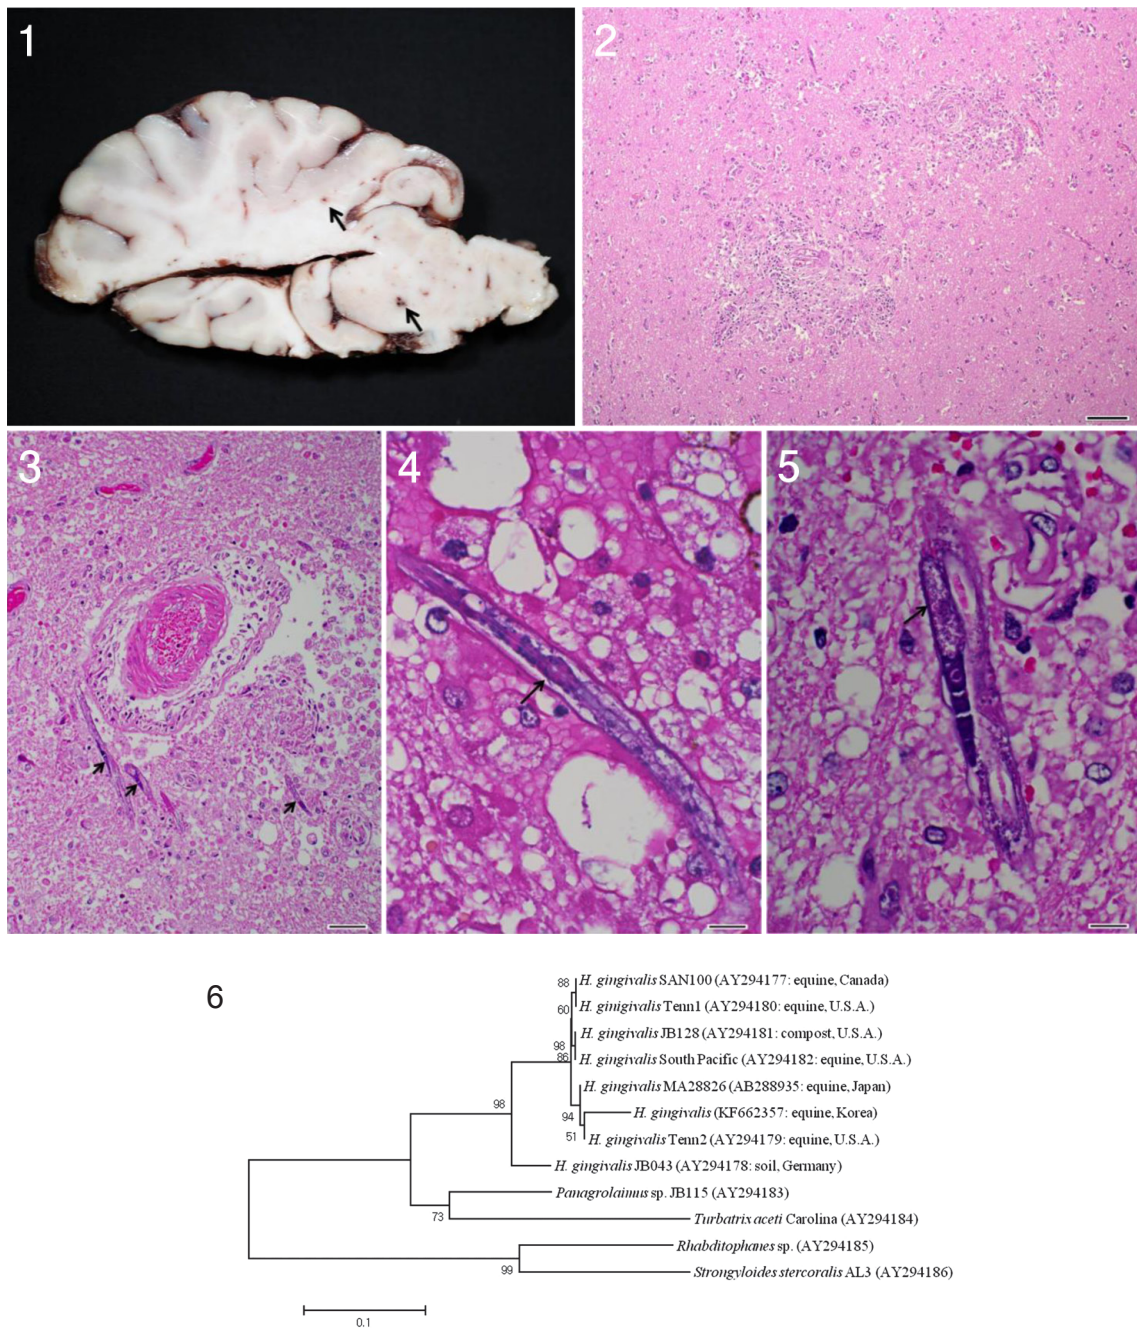 1
2
3
4
5
6
88
H. gingivalis SAN100 (AY294177: equine, Canada)
60
H. ginigivalis Tenn1 (AY294180: equine, U.S.A.)
H. gingivalis JB128 (AY294181: compost, U.S.A.)
98
86
H. gingivalis South Pacific (AY294182: equine, U.S.A.)
H. gingivalis MA28826 (AB288935: equine, Japan)
98
94
H. gingivalis (KF662357: equine, Korea)
51
H. gingivalis Tenn2 (AY294179: equine, U.S.A.)
H. gingivalis JB043 (AY294178: soil, Germany)
Panagrolaimus sp. JB115 (AY294183)
73
Turbatrix aceti Carolina (AY294184)
Rhabditophanes sp. (AY294185)
99
Strongyloides stercoralis AL3 (AY294186)
0.1